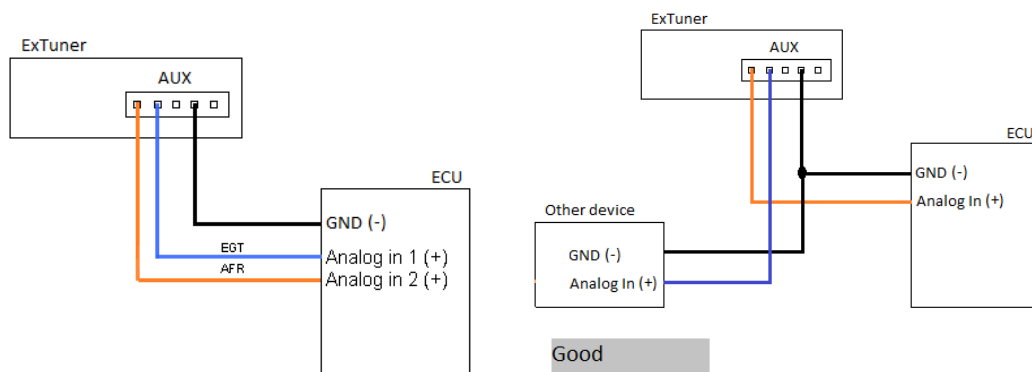 ExTuner
AUX
ECU
GND (-)
EGT
Analog in 1 (+)
AFR
Analog in 2 (+)
ExTuner
AUX
ECU
GND (-)
Analog In (+)
Other device
GND (-)
Analog In (+)
Good